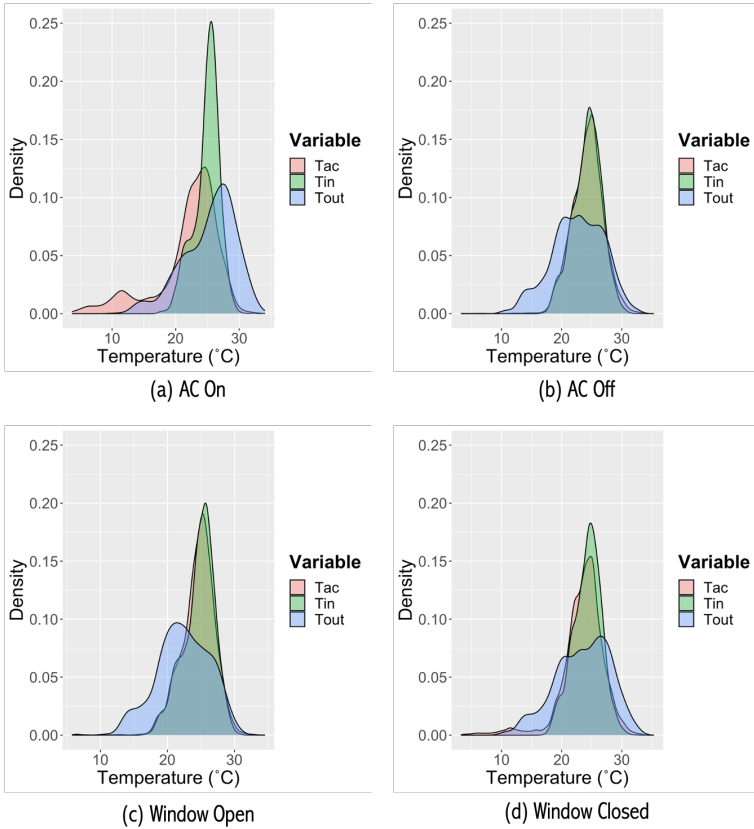 0.25
0.20
0.15
0.10
0.05
0.00
Density
10 20 30
Temperature (˚C)
Variable
Tac
Tin
Tout
(a) AC On
0.25
0.20
0.15
0.10
0.05
0.00
Density
10 20 30
Temperature (˚C)
Variable
Tac
Tin
Tout
(b) AC Off
0.25
0.20
0.15
0.10
0.05
0.00
Density
10 20 30
Temperature (˚C)
Variable
Tac
Tin
Tout
(c) Window Open
0.25
0.20
0.15
0.10
0.05
0.00
Density
10 20 30
Temperature (˚C)
Variable
Tac
Tin
Tout
(d) Window Closed